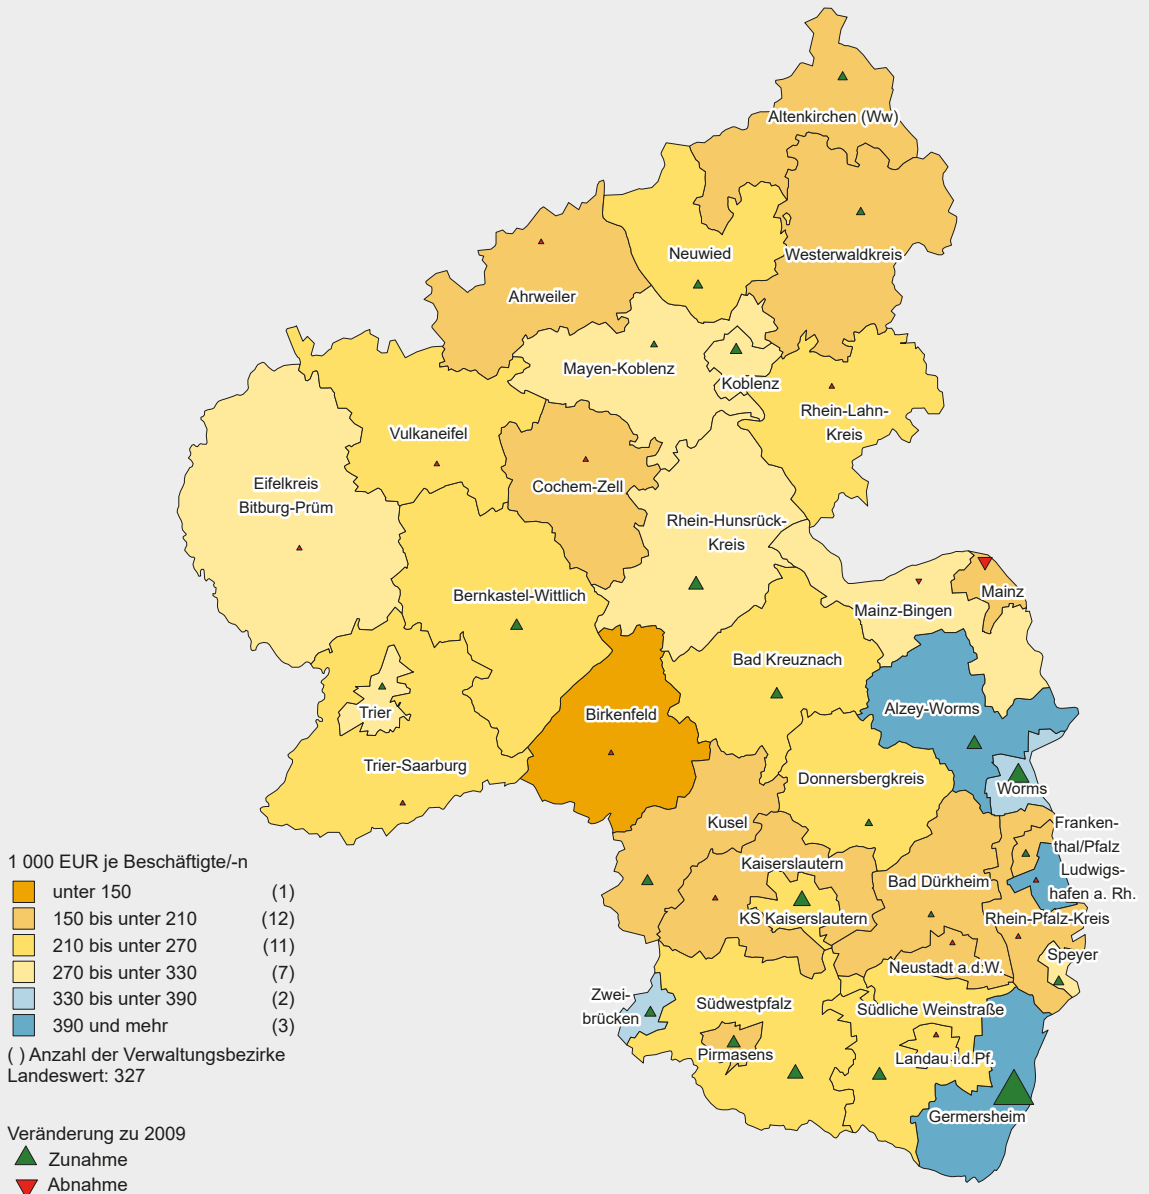 Altenkirchen (Ww)
Neuwied
Westerwaldkreis
Ahrweiler
Mayen-Koblenz
Koblenz
Rhein-Lahn-
Kreis
Vulkaneifel
Cochem-Zell
Eifelkreis
Bitburg-Prüm
Rhein-Hunsrück-
Kreis
Bernkastel-Wittlich
Mainz
Mainz-Bingen
Bad Kreuznach
Trier
Birkenfeld
Alzey-Worms
Trier-Saarburg
Donnersbergkreis
Worms
Kusel
Franken-
thal/Pfalz
Kaiserslautern
Ludwigs-
hafen a. Rh.
Bad Dürkheim
KS Kaiserslautern
Rhein-Pfalz-Kreis
Neustadt a.d.W.
Speyer
Zwei-
brücken
Südwestpfalz
Südliche Weinstraße
Pirmasens
Landau i.d.Pf.
Germersheim
1 000 EUR je Beschäftigte/-n
unter 150 (1)
150 bis unter 210 (12)
210 bis unter 270 (11)
270 bis unter 330 (7)
330 bis unter 390 (2)
390 und mehr (3)
( ) Anzahl der Verwaltungsbezirke
Landeswert: 327
Veränderung zu 2009
Zunahme
Abnahme